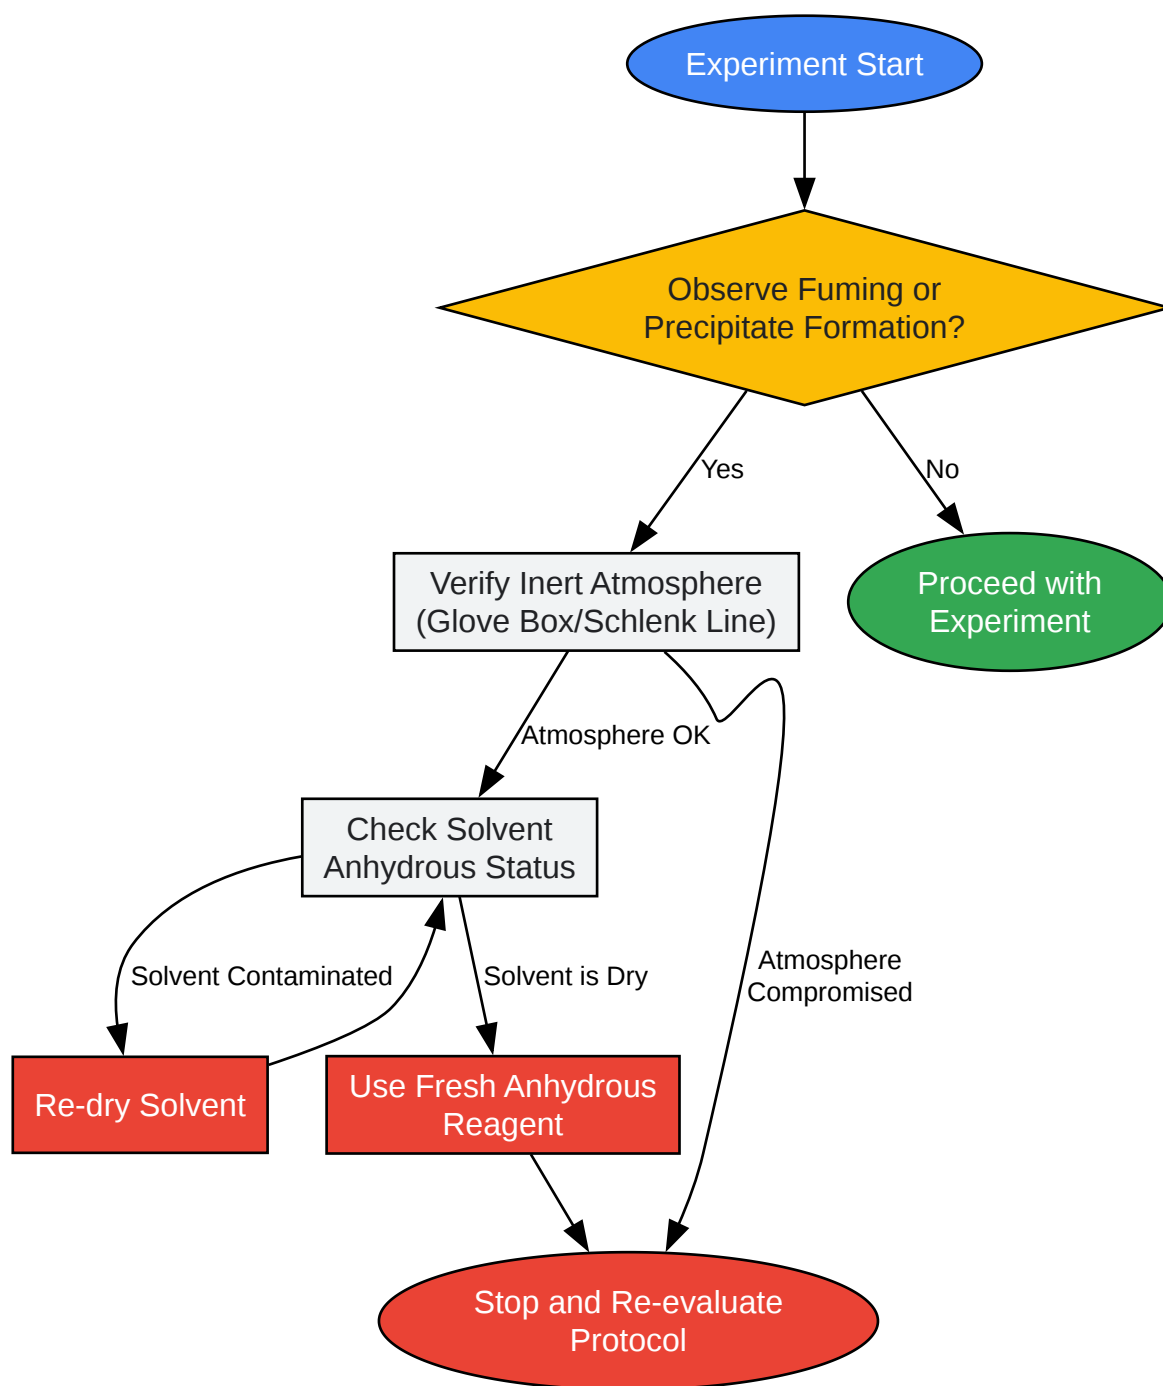 Experiment Start
Observe Fuming or
Precipitate Formation?
Yes
No
Verify Inert Atmosphere
(Glove Box/Schlenk Line)
Proceed with
Experiment
Atmosphere OK
Check Solvent
Anhydrous Status
Solvent Contaminated
Solvent is Dry
Atmosphere
Compromised
Re-dry Solvent
Use Fresh Anhydrous
Reagent
Stop and Re-evaluate
Protocol